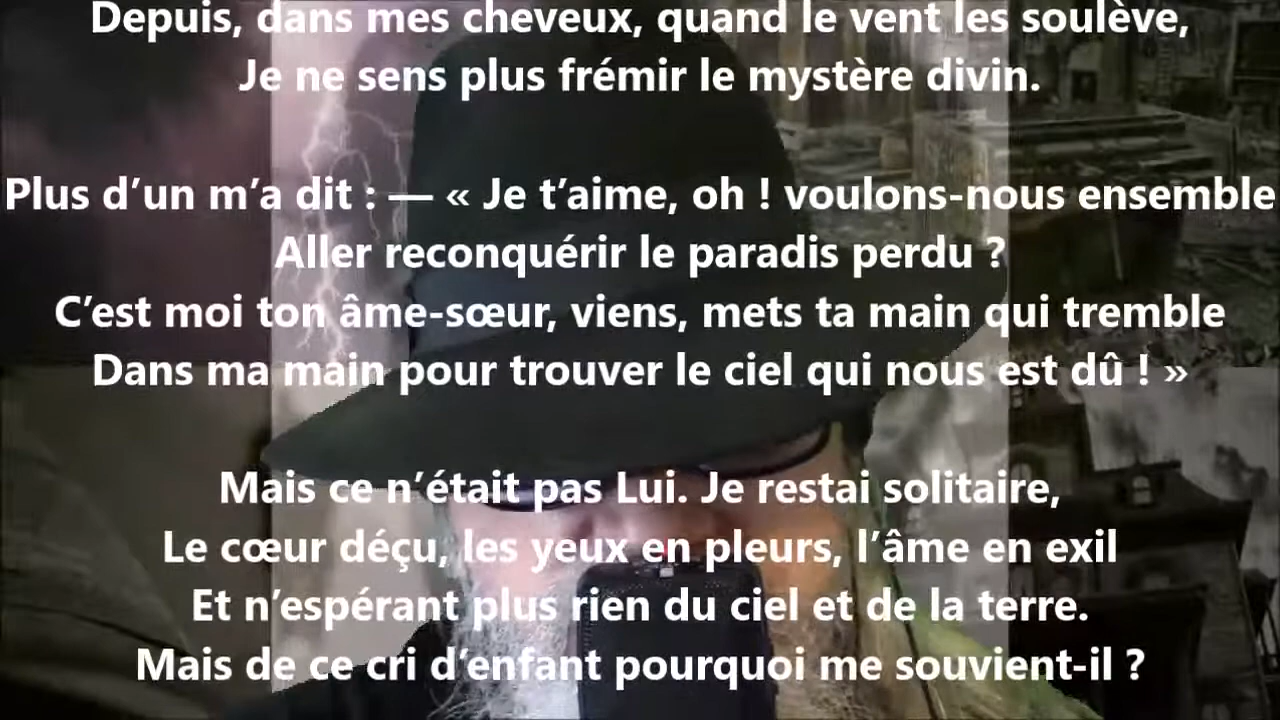 Depuis, dans mes cheveux, quand le vent les soulève,
Je ne sens plus frémir le mystère divin.
Plus d’un m’a dit : — « Je t’aime, oh ! voulons-nous ensemble
Aller reconquérir le paradis perdu ?
C’est moi ton âme-sœur, viens, mets ta main qui tremble
Dans ma main pour trouver le ciel qui nous est dû ! »
Mais ce n’était pas Lui. Je restai solitaire,
Le cœur déçu, les yeux en pleurs, l’âme en exil
Et n’espérant plus rien du ciel et de la terre.
Mais de ce cri d’enfant pourquoi me souvient-il ?